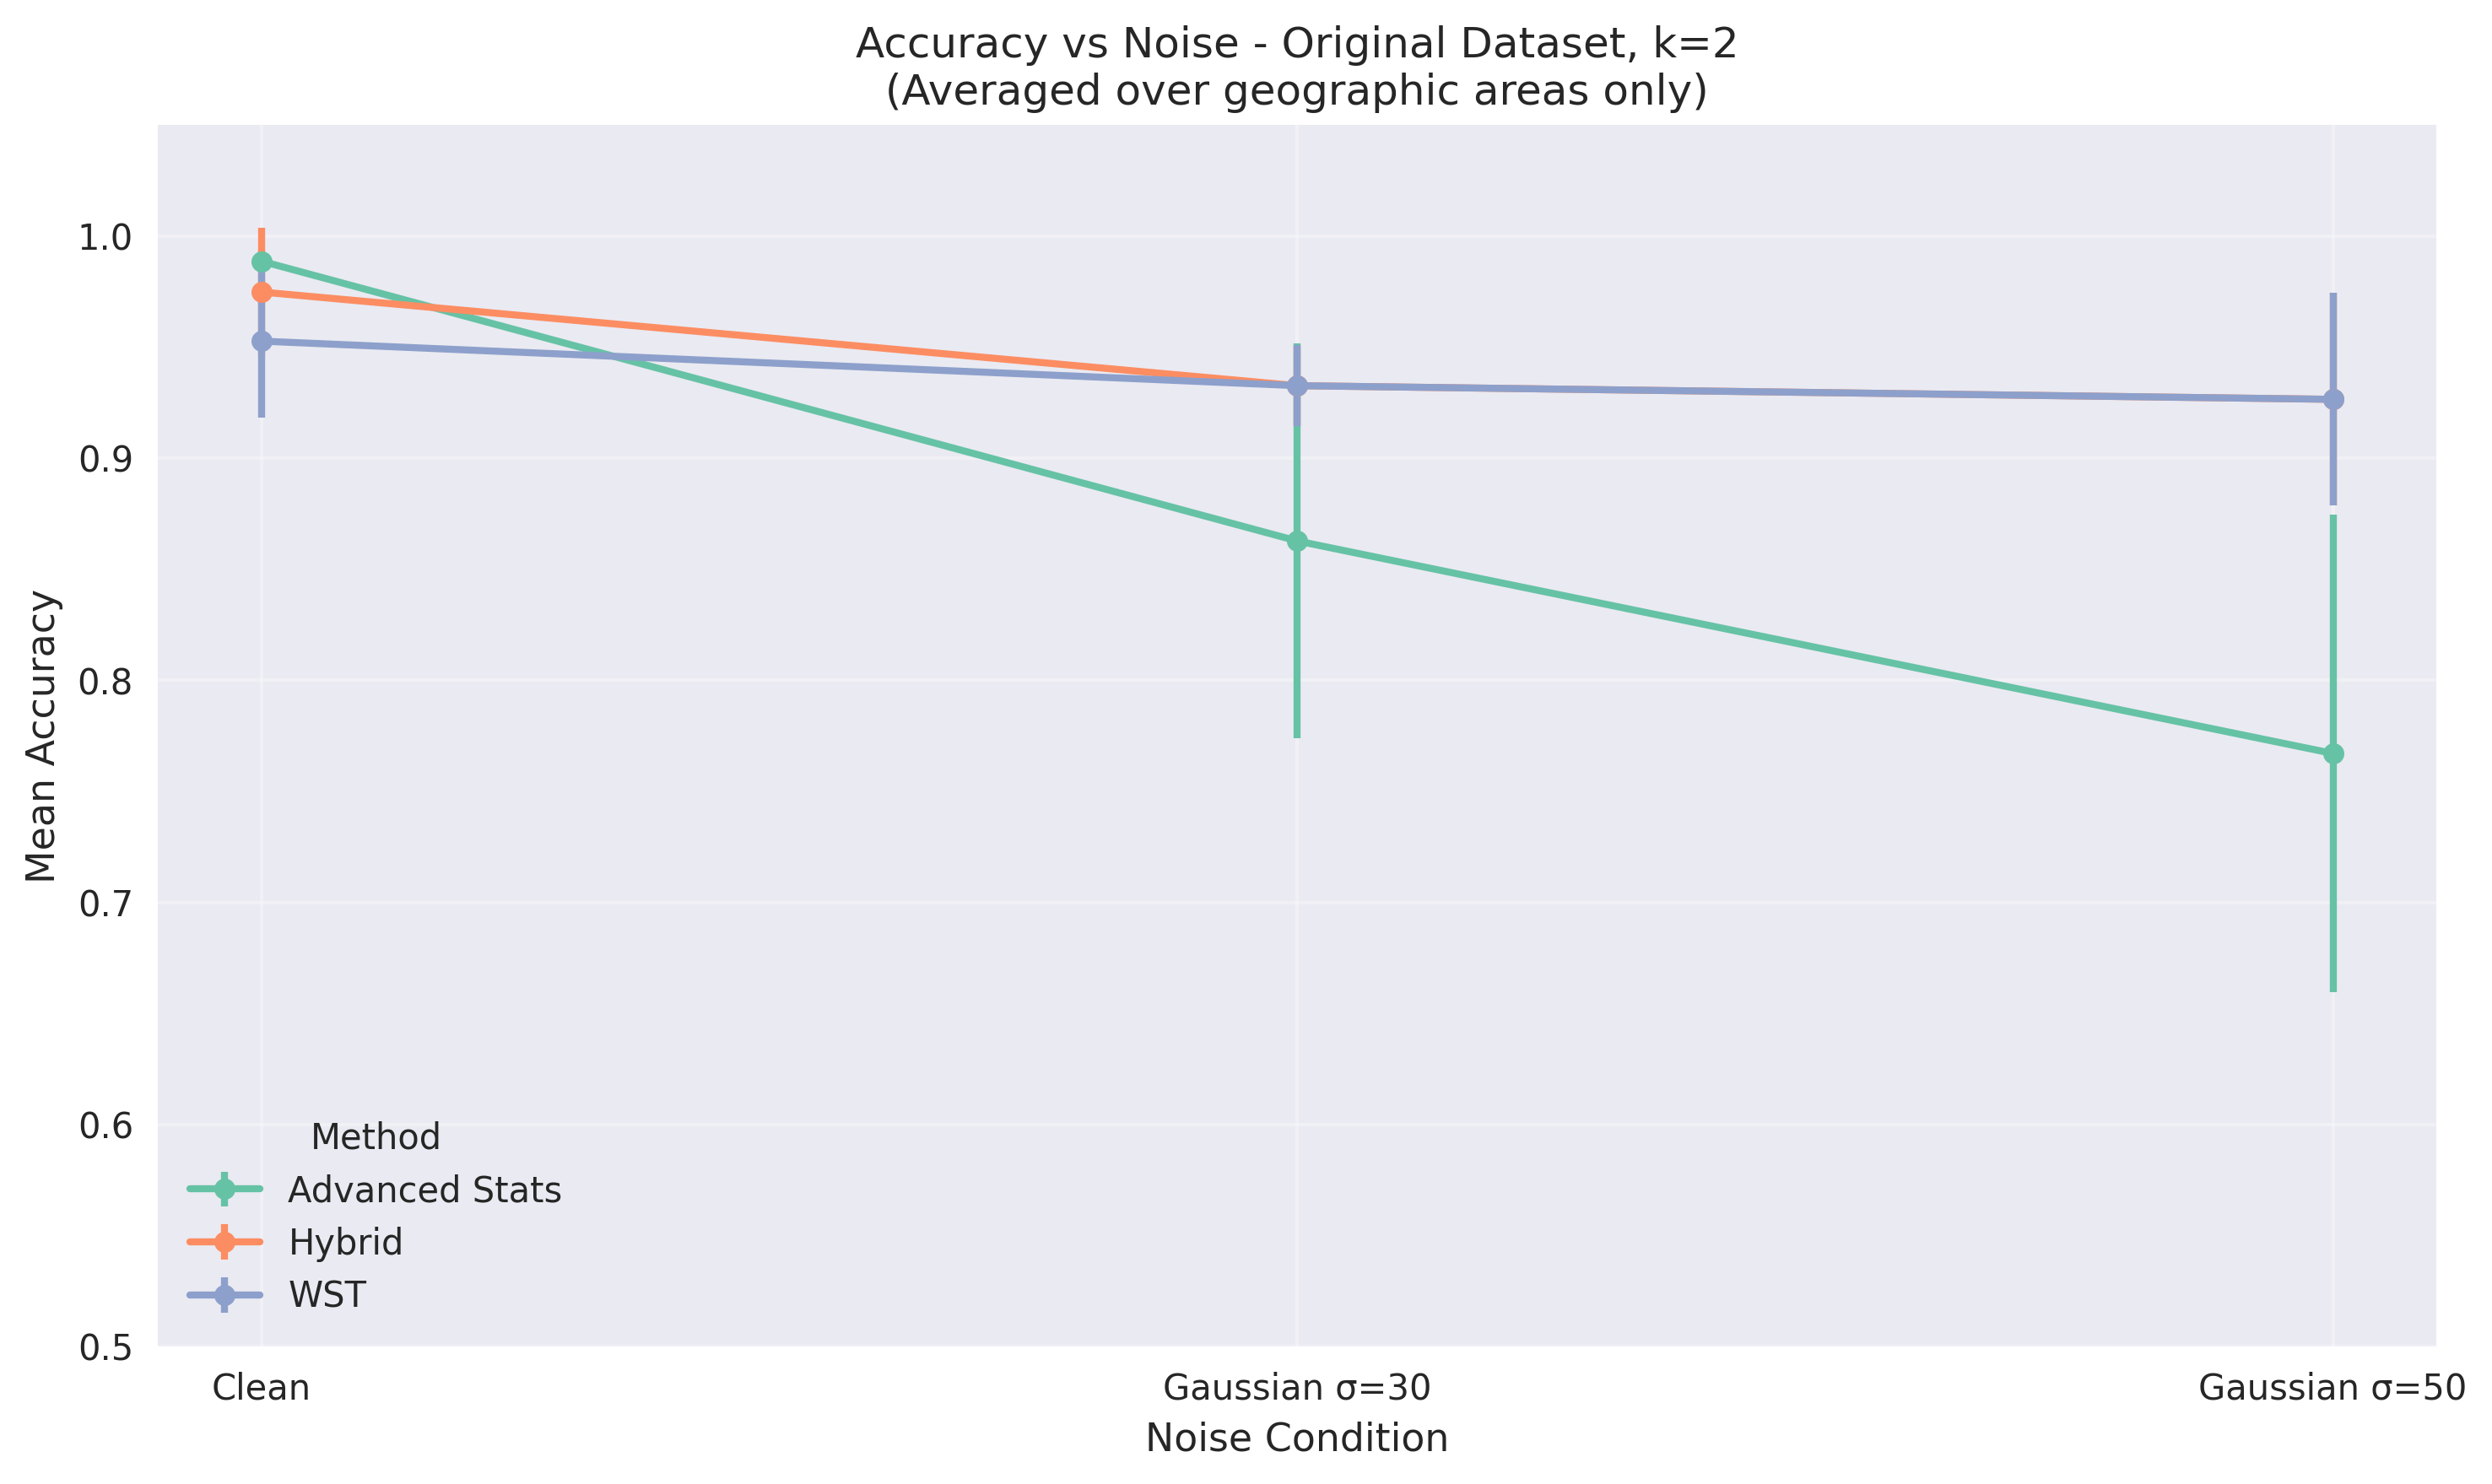 Accuracy vs Noise - Original Dataset, k=2
(Averaged over geographic areas only)
Mean Accuracy
1.0
0.9
0.8
0.7
0.6
0.5
Method
Advanced Stats
Hybrid
WST
Clean
Gaussian σ=30
Gaussian σ=50
Noise Condition